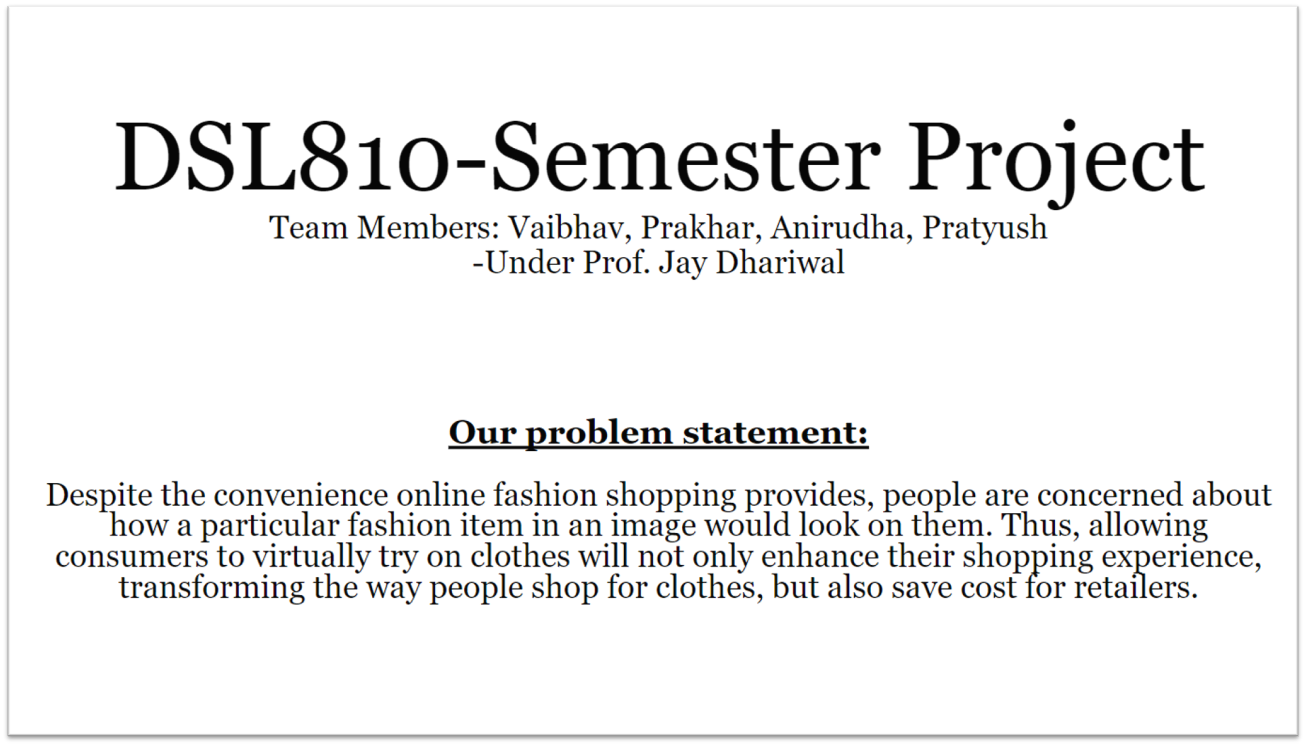 DSL810-Semester Project
Team Members: Vaibhav, Prakhar, Anirudha, Pratyush
-Under Prof. Jay Dhariwal
Our problem statement:
Despite the convenience online fashion shopping provides, people are concerned about
how a particular fashion item in an image would look on them. Thus, allowing
consumers to virtually try on clothes will not only enhance their shopping experience,
transforming the way people shop for clothes, but also save cost for retailers.